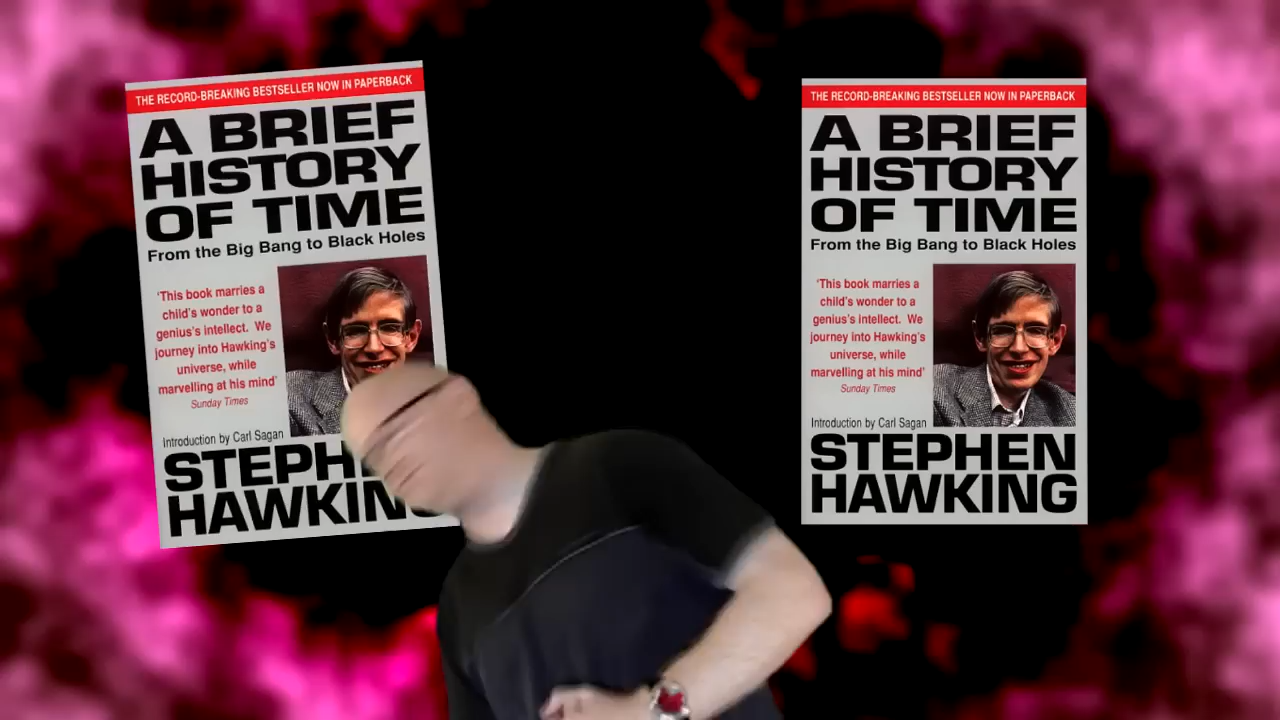 THE RECORD-BREAKING BESTSELLER NOW IN PAPERBACK
A BRIEF
HISTORY
OF TIME
From the Big Bang to Black Holes
'This book marries a
child's wonder to a
genius's intellect. We
journey into Hawking's
universe, while
marvelling at his mind'
Sunday Times
Introduction by Carl Sagan
STEPH
HAWKING
THE RECORD-BREAKING BESTSELLER NOW IN PAPERBACK
A BRIEF
HISTORY
OF TIME
From the Big Bang to Black Holes
'This book marries a
child's wonder to a
genius's intellect. We
journey into Hawking's
universe, while
marvelling at his mind'
Sunday Times
Introduction by Carl Sagan
STEPHEN
HAWKING